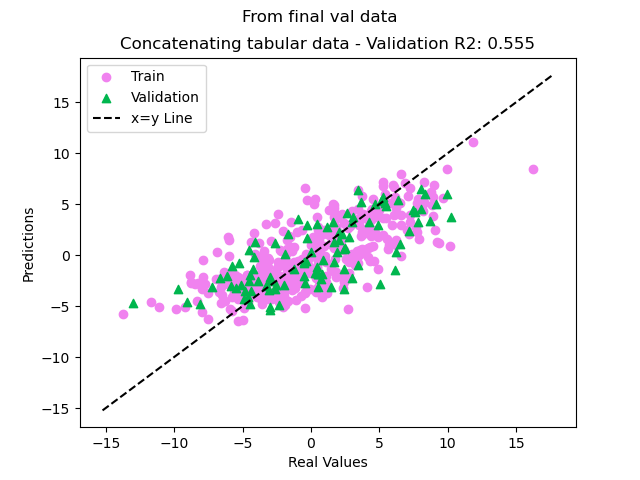 From final val data
Concatenating tabular data - Validation R2: 0.555
Train
Validation
x=y Line
15
10
5
0
−5
−10
−15
Predictions
−15 −10 −5 0 5 10 15
Real Values